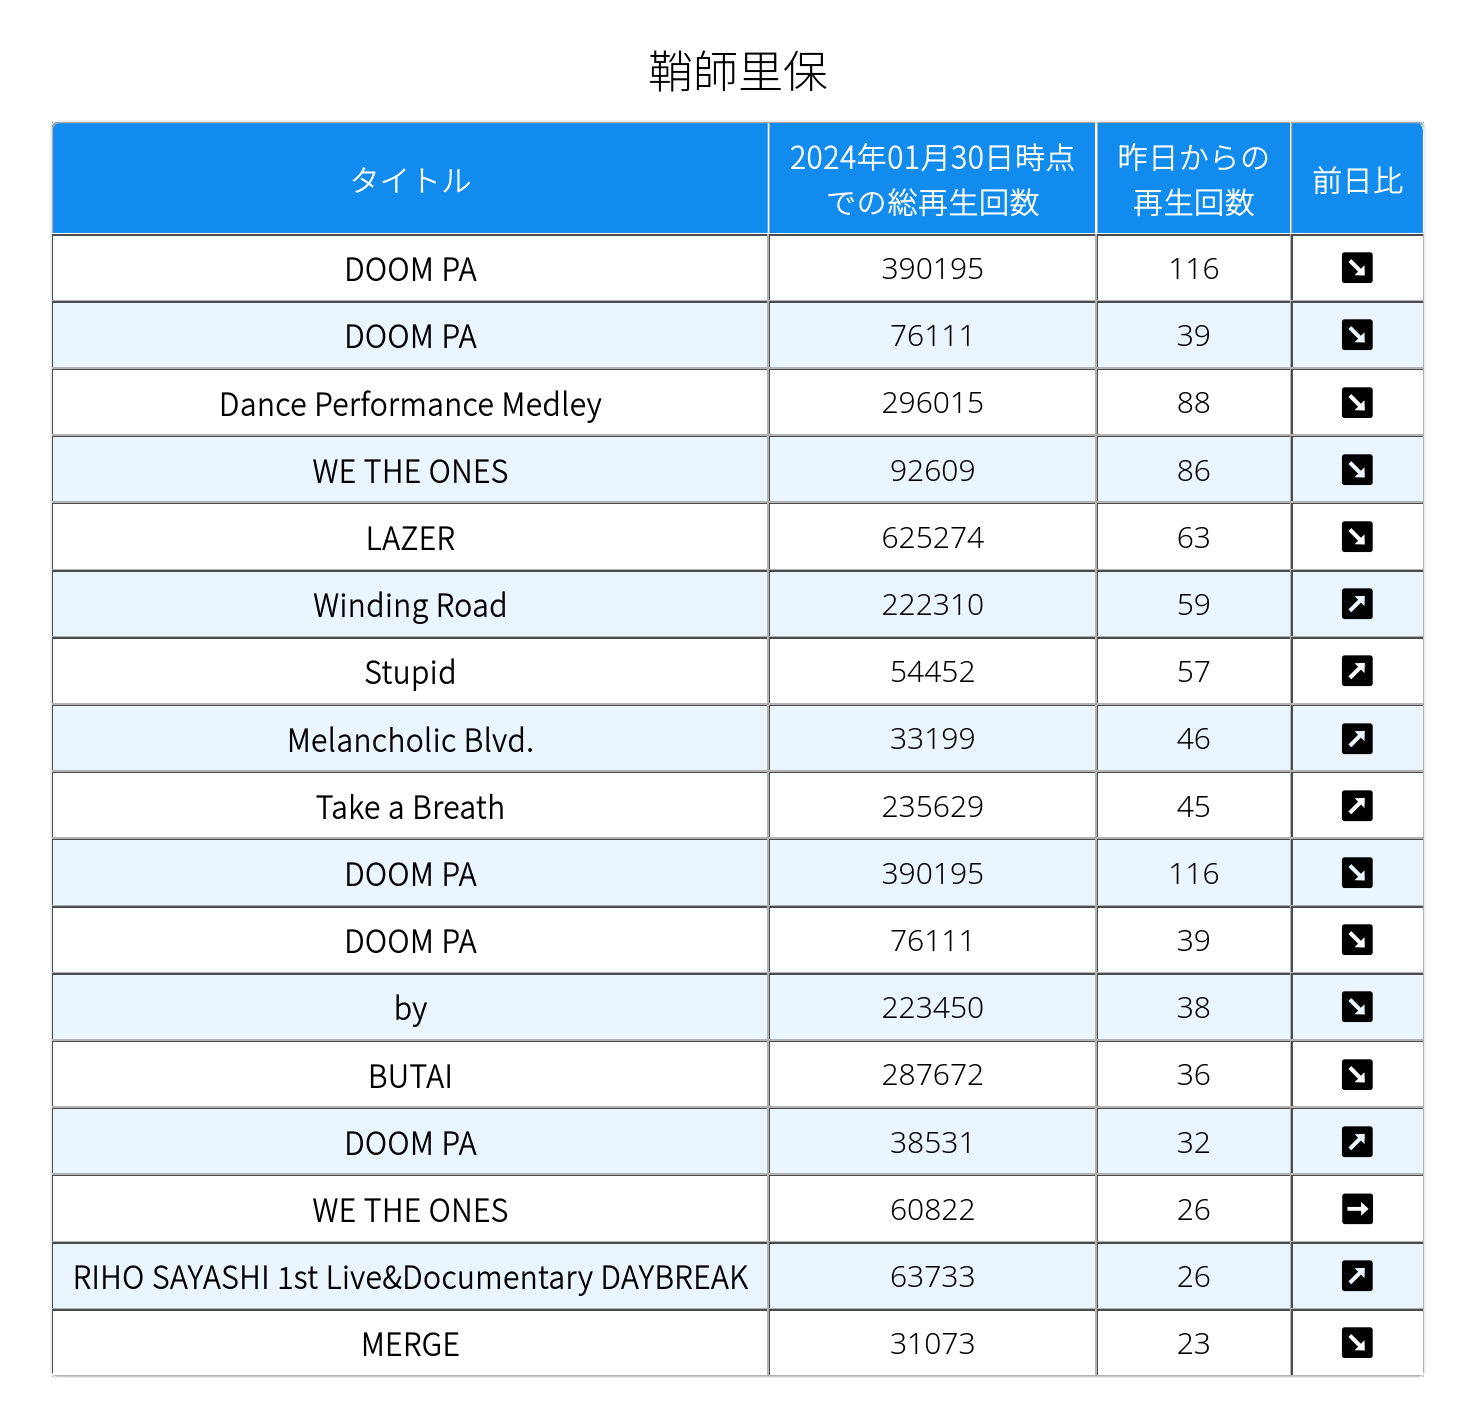 鞘師里保
タイトル 2024年01月30日時点での総再生回数 昨日からの再生回数 前日比
DOOM PA 390195 116 ↘
DOOM PA 76111 39 ↘
Dance Performance Medley 296015 88 ↘
WE THE ONES 92609 86 ↘
LAZER 625274 63 ↘
Winding Road 222310 59 ↗
Stupid 54452 57 ↗
Melancholic Blvd. 33199 46 ↗
Take a Breath 235629 45 ↗
DOOM PA 390195 116 ↘
DOOM PA 76111 39 ↘
by 223450 38 ↘
BUTAI 287672 36 ↘
DOOM PA 38531 32 ↗
WE THE ONES 60822 26 →
RIHO SAYASHI 1st Live&Documentary DAYBREAK 63733 26 ↗
MERGE 31073 23 ↘